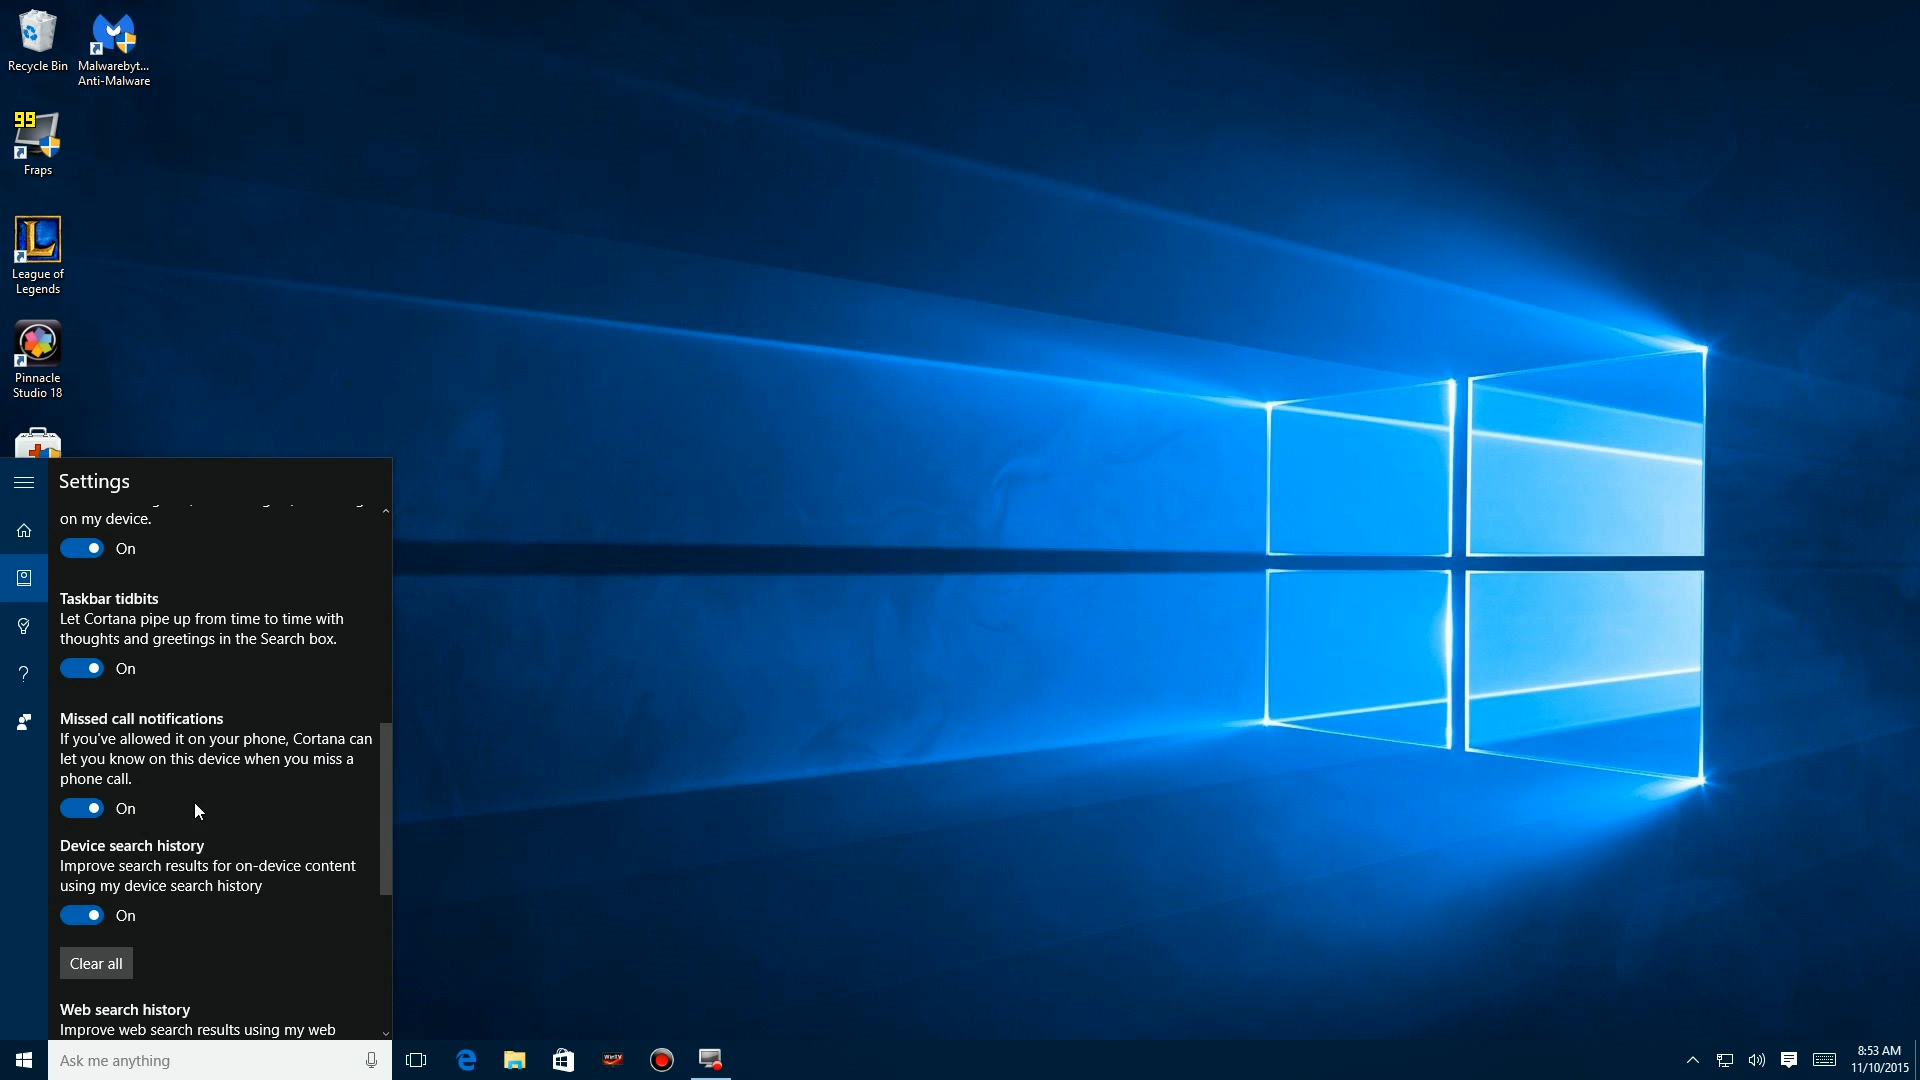 Recycle Bin
Malwarebyt...
Anti-Malware
99
Fraps
League of
Legends
Pinnacle
Studio 18
Settings
on my device.
On
Taskbar tidbits
Let Cortana pipe up from time to time with
thoughts and greetings in the Search box.
On
Missed call notifications
If you've allowed it on your phone, Cortana can
let you know on this device when you miss a
phone call.
On
Device search history
Improve search results for on-device content
using my device search history
On
Clear all
Web search history
Improve web search results using my web
Ask me anything
WinTV
8:53 AM
11/10/2015